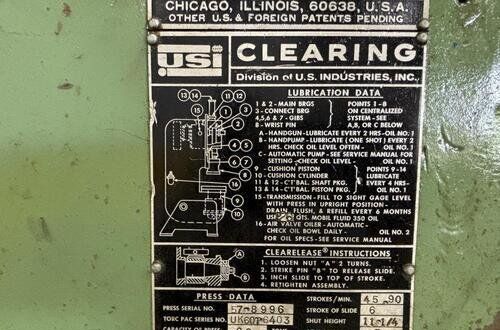 CHICAGO, ILLINOIS, 60638, U.S.A.
OTHER U.S. & FOREIGN PATENTS PENDING
USI CLEARING
Division of U.S. INDUSTRIES, INC.
LUBRICATION DATA
1 & 2 - MAIN BRGS
3 - CONNECT BRG
4,5,6 & 7 - GIBS
8 - WRIST PIN
POINTS 1-8
ON CENTRALIZED
SYSTEM - SEE
A, B, OR C BELOW
A - HANDGUN - LUBRICATE EVERY 2 HRS - OIL NO. 1
B - HANDPUMP - LUBRICATE (ONE SHOT) EVERY 2
HRS. CHECK OIL LEVEL OFTEN - OIL NO. 1
C - AUTOMATIC PUMP - SEE SERVICE MANUAL FOR
SETTING - CHECK OIL LEVEL - OIL NO. 1
9 - CUSHION PISTON
10 - CUSHION CYLINDER
11 & 12 - C'T'BAL. SHAFT PKG.
13 & 14 - C'T'BAL. PISTON PKG.
POINTS 9-14
LUBRICATE
EVERY 4 HRS-
OIL NO. 1
15 - TRANSMISSION - FILL TO SIGHT GAGE LEVEL
WITH PRESS IN UPRIGHT POSITION -
DRAIN, FLUSH, & REFILL EVERY 6 MONTHS
USE QTS. MOBIL FLUID 350 OIL
16 - AIR VALVE OILER - AUTOMATIC -
CHECK OIL BOWL DAILY - OIL NO. 2
FOR OIL SPECS - SEE SERVICE MANUAL
CLEARELEASE INSTRUCTIONS
1. LOOSEN NUT "A" 2 TURNS.
2. STRIKE PIN "B" TO RELEASE SLIDE.
3. INCH SLIDE TO TOP OF STROKE.
4. RETIGHTEN ASSEMBLY.
PRESS DATA
PRESS SERIAL NO. 57-8996
TORC PAC SERIES NO. UK60T6403
STROKES/MIN. 45-90
STROKE OF SLIDE 6
SHUT HEIGHT 11-1/4